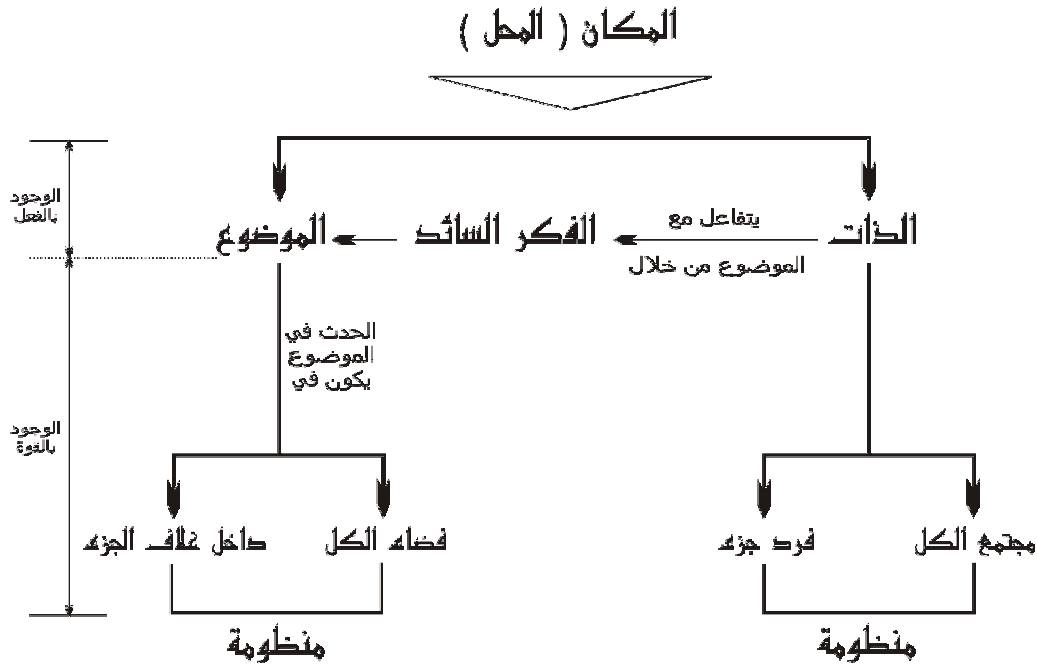 المكان ( المحل )
الذات
يتفاعل مع
الموضوع من خلال
الفكر السائد
الموضوع
الوجود
بالفعل
الحدث في
الموضوع
يكون في
الوجود
بالقوة
مجتمع الكل
فرد جزء
فضاء الكل
داخل غلاف الجزء
منظومة
منظومة